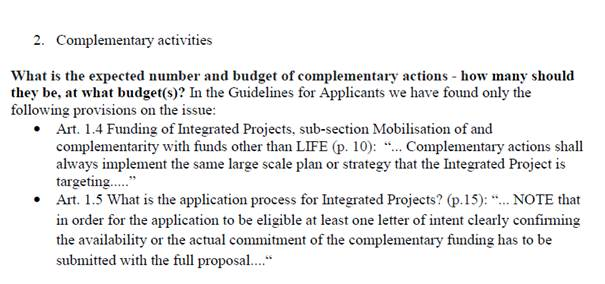 2. Complementary activities
What is the expected number and budget of complementary actions - how many should
they be, at what budget(s)? In the Guidelines for Applicants we have found only the
following provisions on the issue:
• Art. 1.4 Funding of Integrated Projects, sub-section Mobilisation of and
complementarity with funds other than LIFE (p. 10): “... Complementary actions shall
always implement the same large scale plan or strategy that the Integrated Project is
targeting.....”
• Art. 1.5 What is the application process for Integrated Projects? (p.15): “... NOTE that
in order for the application to be eligible at least one letter of intent clearly confirming
the availability or the actual commitment of the complementary funding has to be
submitted with the full proposal....“